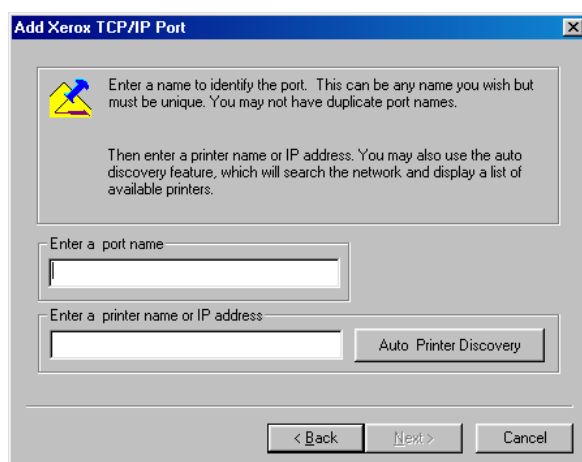 Add Xerox TCP/IP Port
Enter a name to identify the port. This can be any name you wish but
must be unique. You may not have duplicate port names.
Then enter a printer name or IP address. You may also use the auto
discovery feature, which will search the network and display a list of
available printers.
Enter a port name
Enter a printer name or IP address
Auto Printer Discovery
< Back
Next >
Cancel